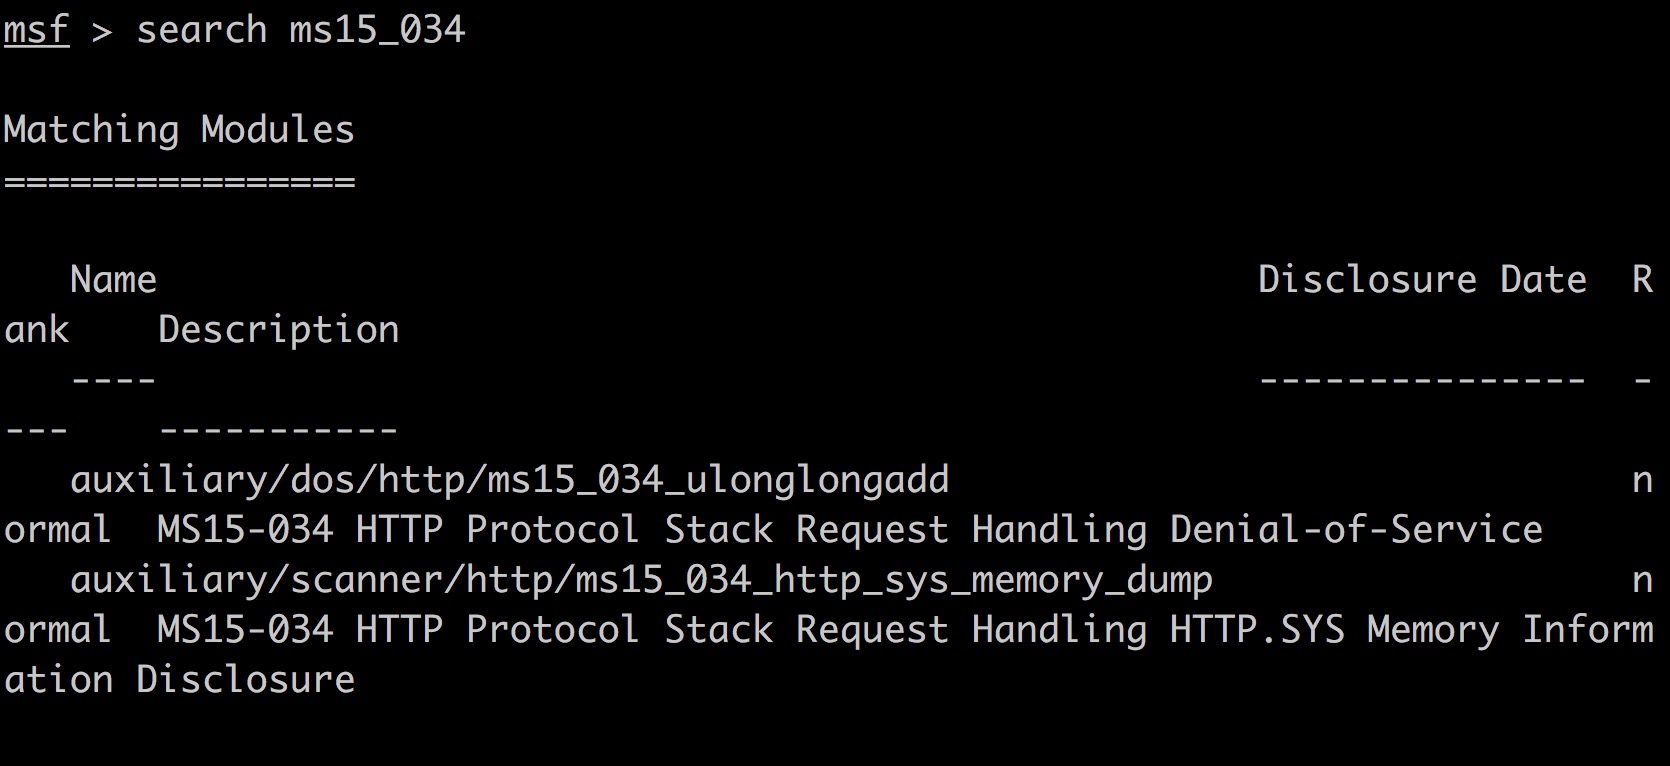 msf > search ms15_034
Matching Modules
================
Name Disclosure Date R
ank Description
---- --------------- -
--- -----------
auxiliary/dos/http/ms15_034_ulonglongadd n
ormal MS15-034 HTTP Protocol Stack Request Handling Denial-of-Service
auxiliary/scanner/http/ms15_034_http_sys_memory_dump n
ormal MS15-034 HTTP Protocol Stack Request Handling HTTP.SYS Memory Inform
ation Disclosure